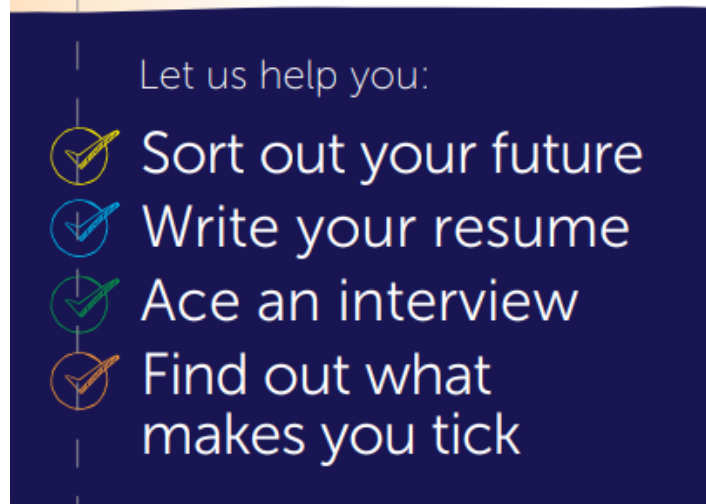 Let us help you:
Sort out your future
Write your resume
Ace an interview
Find out what
makes you tick